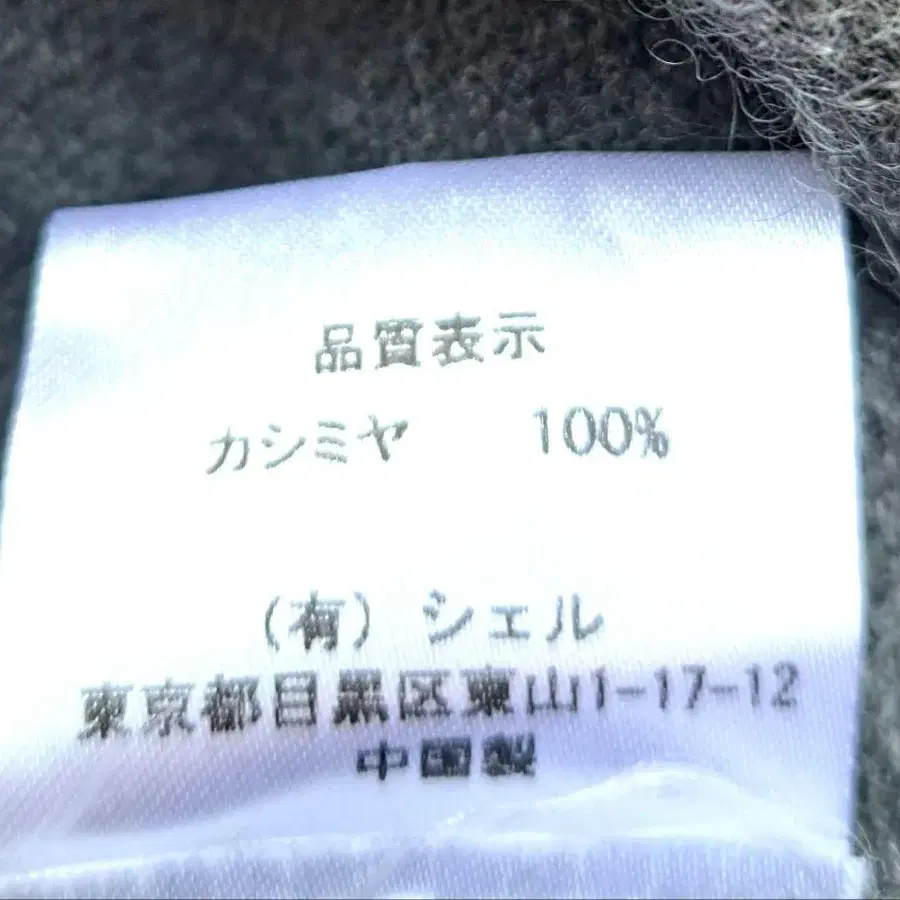 品質表示
カシミヤ 100%
(有) シェル
東京都目黒区東山1-17-12
中国製